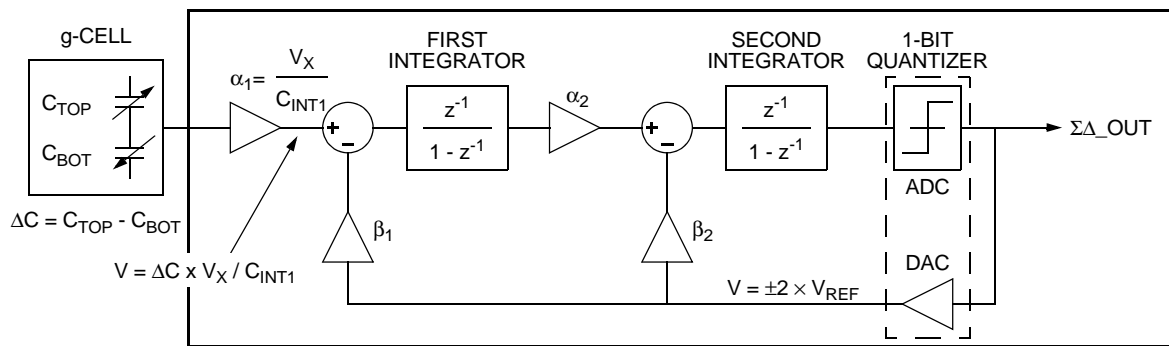 g-CELL
C_TOP
C_BOT
ΔC = C_TOP - C_BOT
α₁= V_X / C_INT1
V = ΔC x V_X / C_INT1
+
-
β₁
FIRST
INTEGRATOR
z⁻¹
1 - z⁻¹
α₂
+
-
β₂
SECOND
INTEGRATOR
z⁻¹
1 - z⁻¹
1-BIT
QUANTIZER
ADC
DAC
V = ±2 × V_REF
ΣΔ_OUT